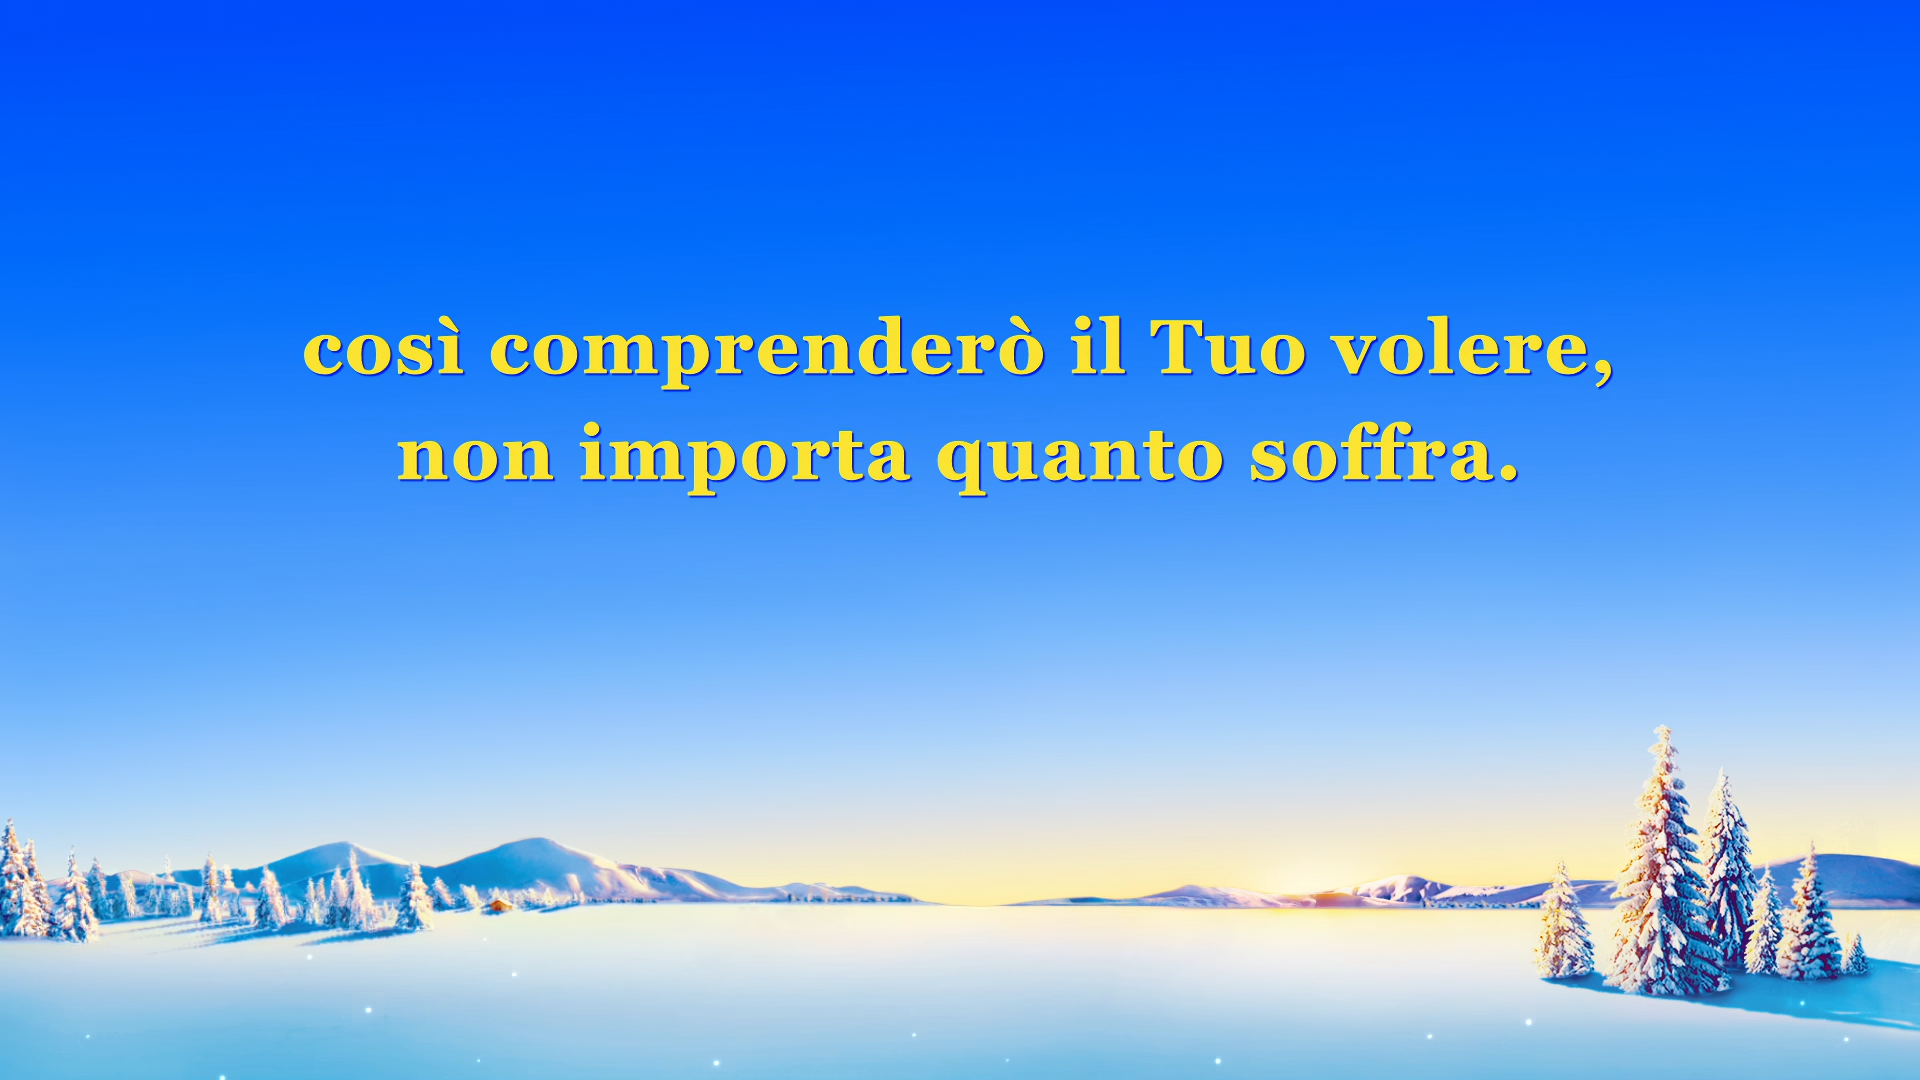 così comprenderò il Tuo volere,
non importa quanto soffra.